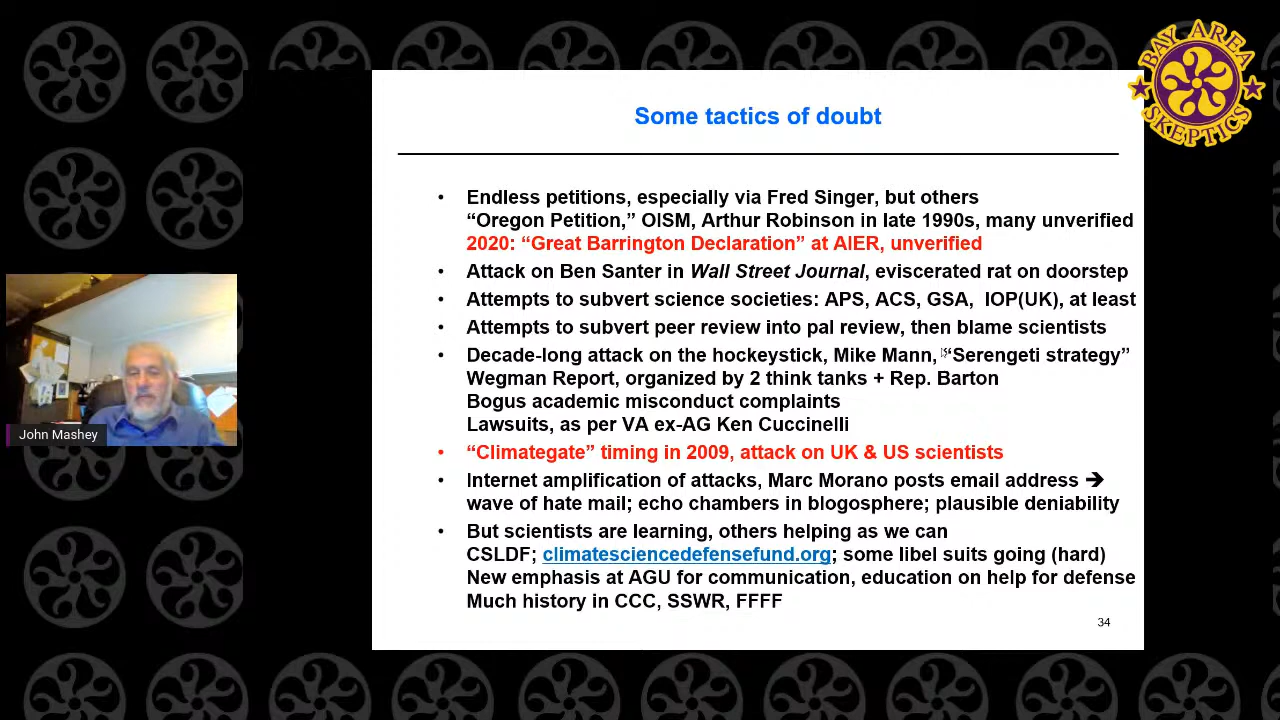 BAY AREA
SKEPTICS
Some tactics of doubt
• Endless petitions, especially via Fred Singer, but others
“Oregon Petition,” OISM, Arthur Robinson in late 1990s, many unverified
2020: “Great Barrington Declaration” at AIER, unverified
• Attack on Ben Santer in Wall Street Journal, eviscerated rat on doorstep
• Attempts to subvert science societies: APS, ACS, GSA, IOP(UK), at least
• Attempts to subvert peer review into pal review, then blame scientists
• Decade-long attack on the hockeystick, Mike Mann, “Serengeti strategy”
Wegman Report, organized by 2 think tanks + Rep. Barton
Bogus academic misconduct complaints
Lawsuits, as per VA ex-AG Ken Cuccinelli
• “Climategate” timing in 2009, attack on UK & US scientists
• Internet amplification of attacks, Marc Morano posts email address ➔
wave of hate mail; echo chambers in blogosphere; plausible deniability
• But scientists are learning, others helping as we can
CSLDF; climatesciencedefensefund.org; some libel suits going (hard)
New emphasis at AGU for communication, education on help for defense
Much history in CCC, SSWR, FFFF
34
John Mashey